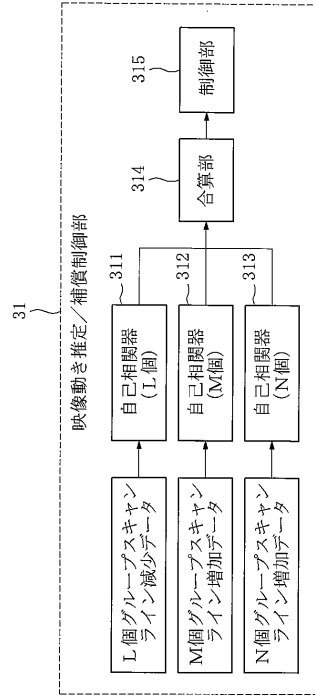 31
映像動き推定／補償制御部
L個グループスキャン
ライン減少データ
311
自己相関器
(L個)
M個グループスキャン
ライン増加データ
312
自己相関器
(M個)
N個グループスキャン
ライン増加データ
313
自己相関器
(N個)
314
合算部
315
制御部